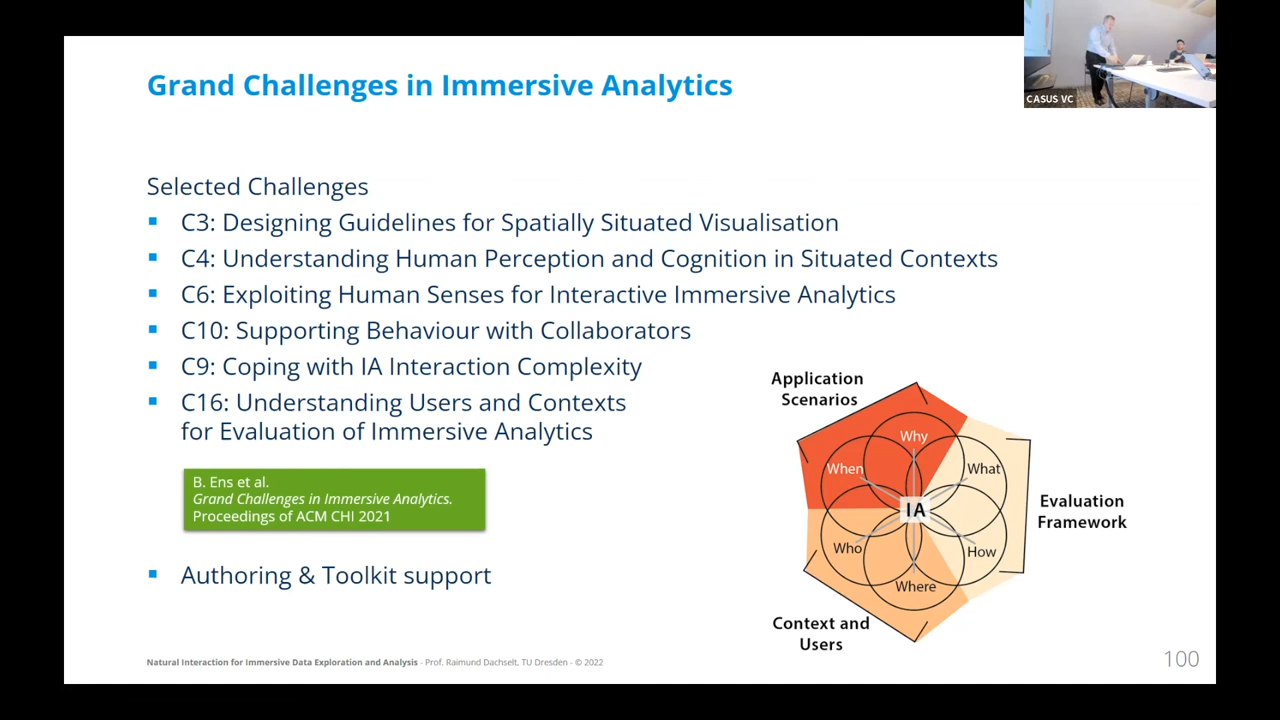 Grand Challenges in Immersive Analytics
CASUS VC
Selected Challenges
▪ C3: Designing Guidelines for Spatially Situated Visualisation
▪ C4: Understanding Human Perception and Cognition in Situated Contexts
▪ C6: Exploiting Human Senses for Interactive Immersive Analytics
▪ C10: Supporting Behaviour with Collaborators
▪ C9: Coping with IA Interaction Complexity
▪ C16: Understanding Users and Contexts
for Evaluation of Immersive Analytics
B. Ens et al.
Grand Challenges in Immersive Analytics.
Proceedings of ACM CHI 2021
▪ Authoring & Toolkit support
Application
Scenarios
Why
When
What
IA
Evaluation
Framework
Who
How
Where
Context and
Users
Natural Interaction for Immersive Data Exploration and Analysis - Prof. Raimund Dachselt, TU Dresden - © 2022
100